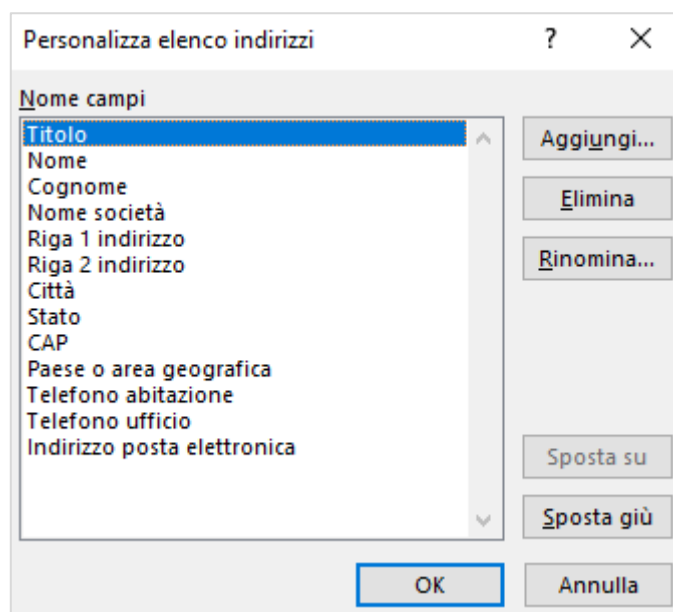 Personalizza elenco indirizzi
Nome campi
Titolo
Nome
Cognome
Nome società
Riga 1 indirizzo
Riga 2 indirizzo
Città
Stato
CAP
Paese o area geografica
Telefono abitazione
Telefono ufficio
Indirizzo posta elettronica
Aggiungi...
Elimina
Rinomina...
Sposta su
Sposta giù
OK
Annulla